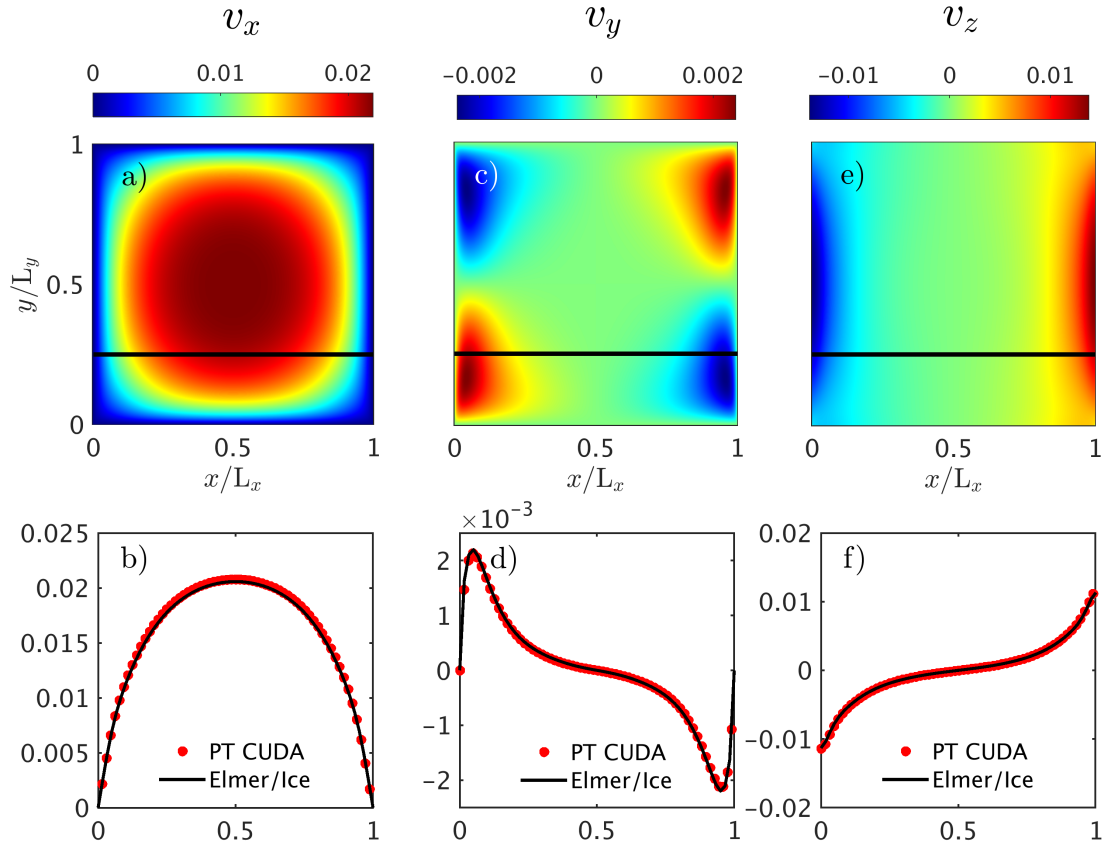 v_x v_y v_z
0 0.01 0.02 −0.002 0 0.002 −0.01 0 0.01
1
a) c) e)
y/L_y
0.5
0
0 0.5 1 0 0.5 1 0 0.5 1
x/L_x x/L_x x/L_x
×10^−3
0.025 0.02
b) d) f)
2
0.02
0.01
1
0.015
0 0
0.01
−1
−0.01
0.005
PT CUDA PT CUDA PT CUDA
Elmer/Ice Elmer/Ice Elmer/Ice
−2
0 −0.02
0 0.5 1 0 0.5 1 0 0.5 1